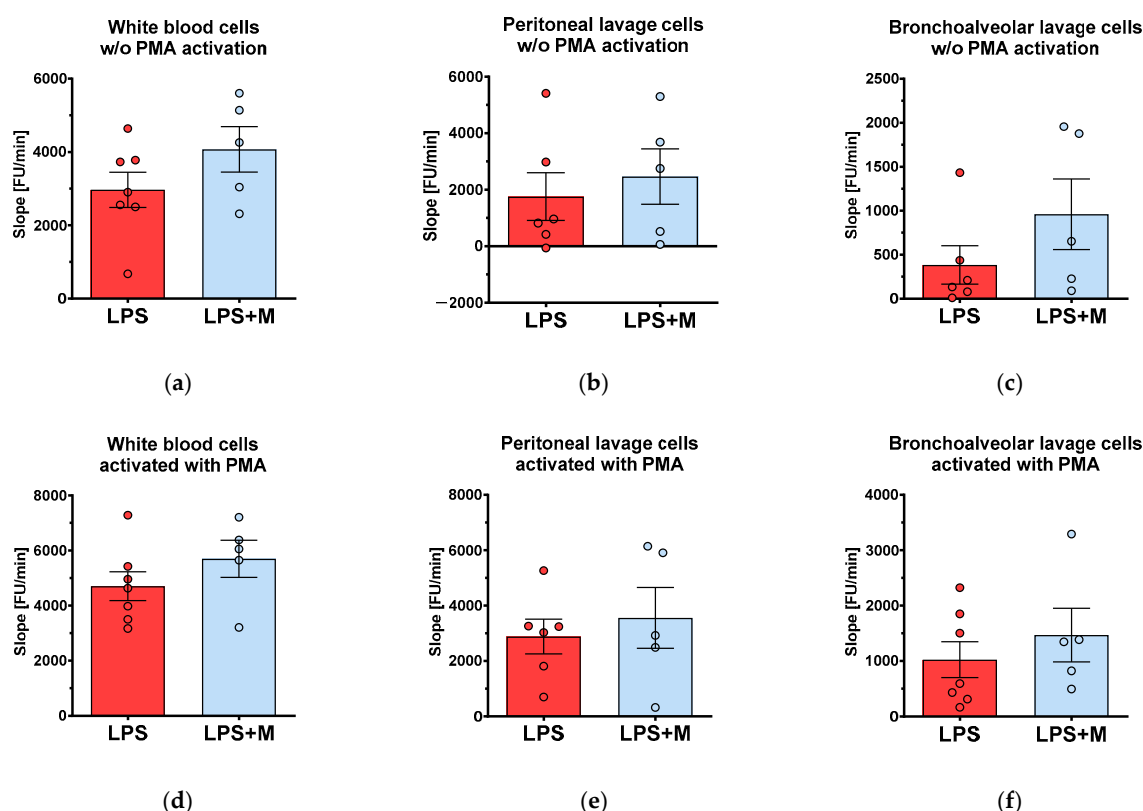 White blood cells
w/o PMA activation
Slope [FU/min]
6000
4000
2000
0
LPS LPS+M
(a)
Peritoneal lavage cells
w/o PMA activation
Slope [FU/min]
6000
4000
2000
0
−2000
LPS LPS+M
(b)
Bronchoalveolar lavage cells
w/o PMA activation
Slope [FU/min]
2500
2000
1500
1000
500
0
LPS LPS+M
(c)
White blood cells
activated with PMA
Slope [FU/min]
8000
6000
4000
2000
0
LPS LPS+M
(d)
Peritoneal lavage cells
activated with PMA
Slope [FU/min]
8000
6000
4000
2000
0
LPS LPS+M
(e)
Bronchoalveolar lavage cells
activated with PMA
Slope [FU/min]
4000
3000
2000
1000
0
LPS LPS+M
(f)